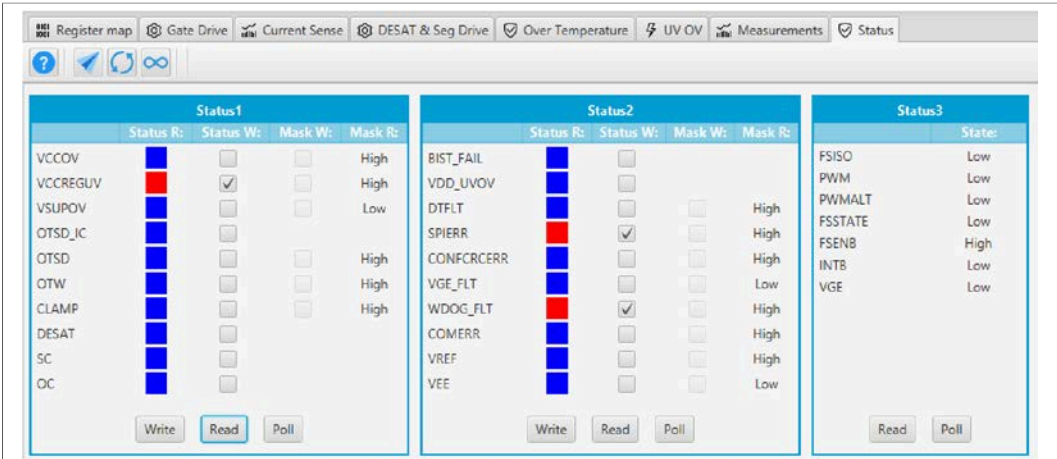 Register map Gate Drive Current Sense DESAT & Seg Drive Over Temperature UV OV Measurements Status
Status1
Status R: Status W: Mask W: Mask R:
VCCOV High
VCCREGUV High
VSUPOV Low
OTSD_IC
OTSD High
OTW High
CLAMP High
DESAT
SC
OC
Write Read Poll
Status2
Status R: Status W: Mask W: Mask R:
BIST_FAIL
VDD_UVOV
DTFLT High
SPIERR High
CONFCRCERR High
VGE_FLT Low
WDOG_FLT High
COMERR High
VREF High
VEE Low
Write Read Poll
Status3
State:
FSISO Low
PWM Low
PWMALT Low
FSSTATE Low
FSENB High
INTB Low
VGE Low
Read Poll